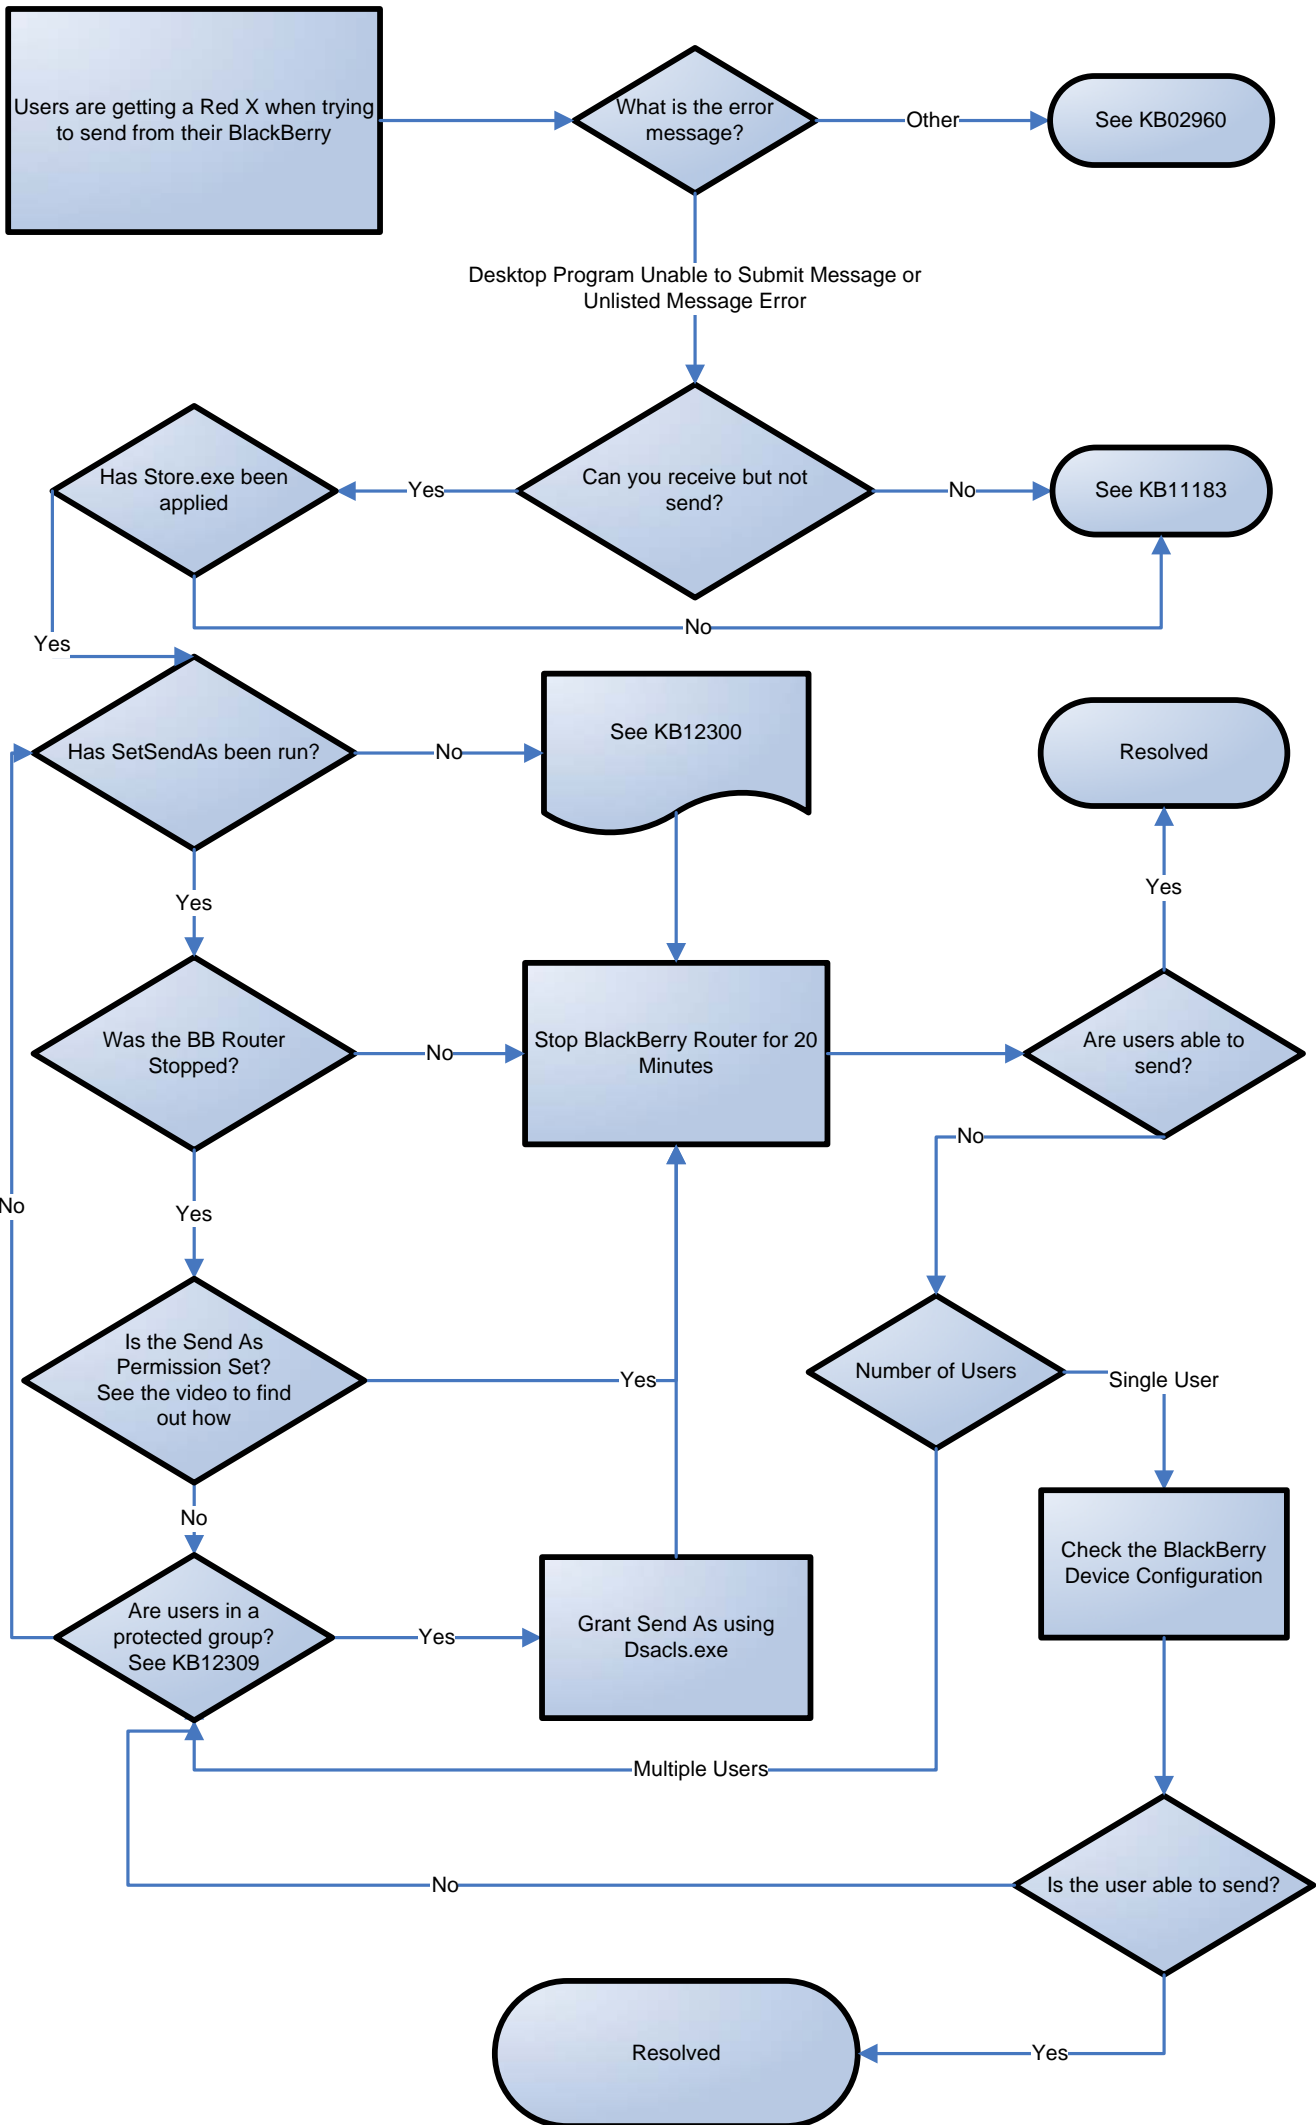 Users are getting a Red X when trying
to send from their BlackBerry
What is the error
message?
Other
See KB02960
Desktop Program Unable to Submit Message or
Unlisted Message Error
Has Store.exe been
applied
Yes
Can you receive but not
send?
No
See KB11183
No
Yes
Has SetSendAs been run?
No
See KB12300
Resolved
Yes
Yes
Was the BB Router
Stopped?
No
Stop BlackBerry Router for 20
Minutes
Are users able to
send?
No
No
Yes
Is the Send As
Permission Set?
See the video to find
out how
Yes
Number of Users
Single User
No
Check the BlackBerry
Device Configuration
Are users in a
protected group?
See KB12309
Yes
Grant Send As using
Dsacls.exe
Multiple Users
No
Is the user able to send?
Resolved
Yes